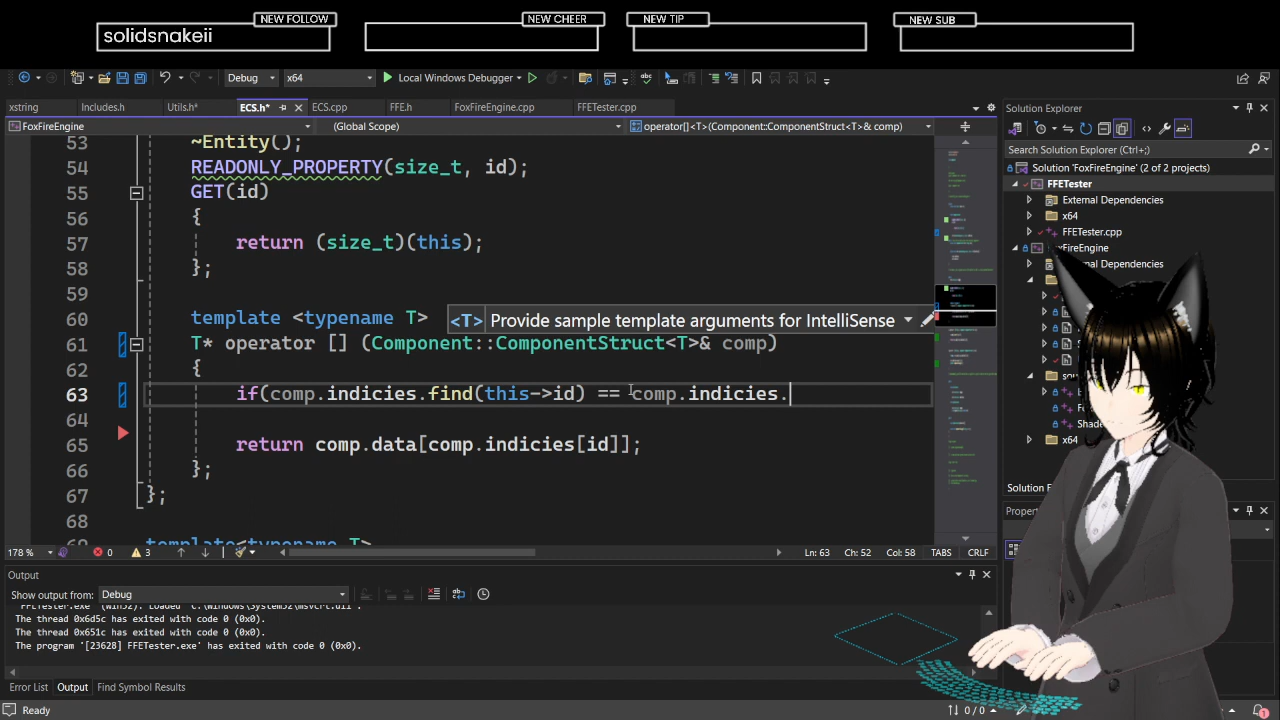 NEW FOLLOW
solidsnakeii
NEW CHEER
NEW TIP
NEW SUB
Debug
x64
Local Windows Debugger
xstring
Includes.h
Utils.h*
ECS.h*
ECS.cpp
FFE.h
FoxFireEngine.cpp
FFETester.cpp
FoxFireEngine
(Global Scope)
operator[]<T>(Component::ComponentStruct<T>& comp)
53 ~Entity();
54 READONLY_PROPERTY(size_t, id);
55 GET(id)
56 {
57 return (size_t)(this);
58 };
59
60 template <typename T>
<T> Provide sample template arguments for IntelliSense
61 T* operator [] (Component::ComponentStruct<T>& comp)
62 {
63 if(comp.indicies.find(this->id) == comp.indicies.
64
65 return comp.data[comp.indicies[id]];
66 };
67 };
68
template<typename T>
178 %
0
3
Ln: 63
Ch: 52
Col: 58
TABS
CRLF
Output
Show output from: Debug
The thread 0x6d5c has exited with code 0 (0x0).
The thread 0x651c has exited with code 0 (0x0).
The program '[23628] FFETester.exe' has exited with code 0 (0x0).
Error List
Output
Find Symbol Results
Ready
0 / 0
Solution Explorer
Search Solution Explorer (Ctrl+;)
Solution 'FoxFireEngine' (2 of 2 projects)
FFETester
External Dependencies
x64
FFETester.cpp
oxFireEngine
External Dependencies
sou
F
Shade
x64
Solution F
Propert
1